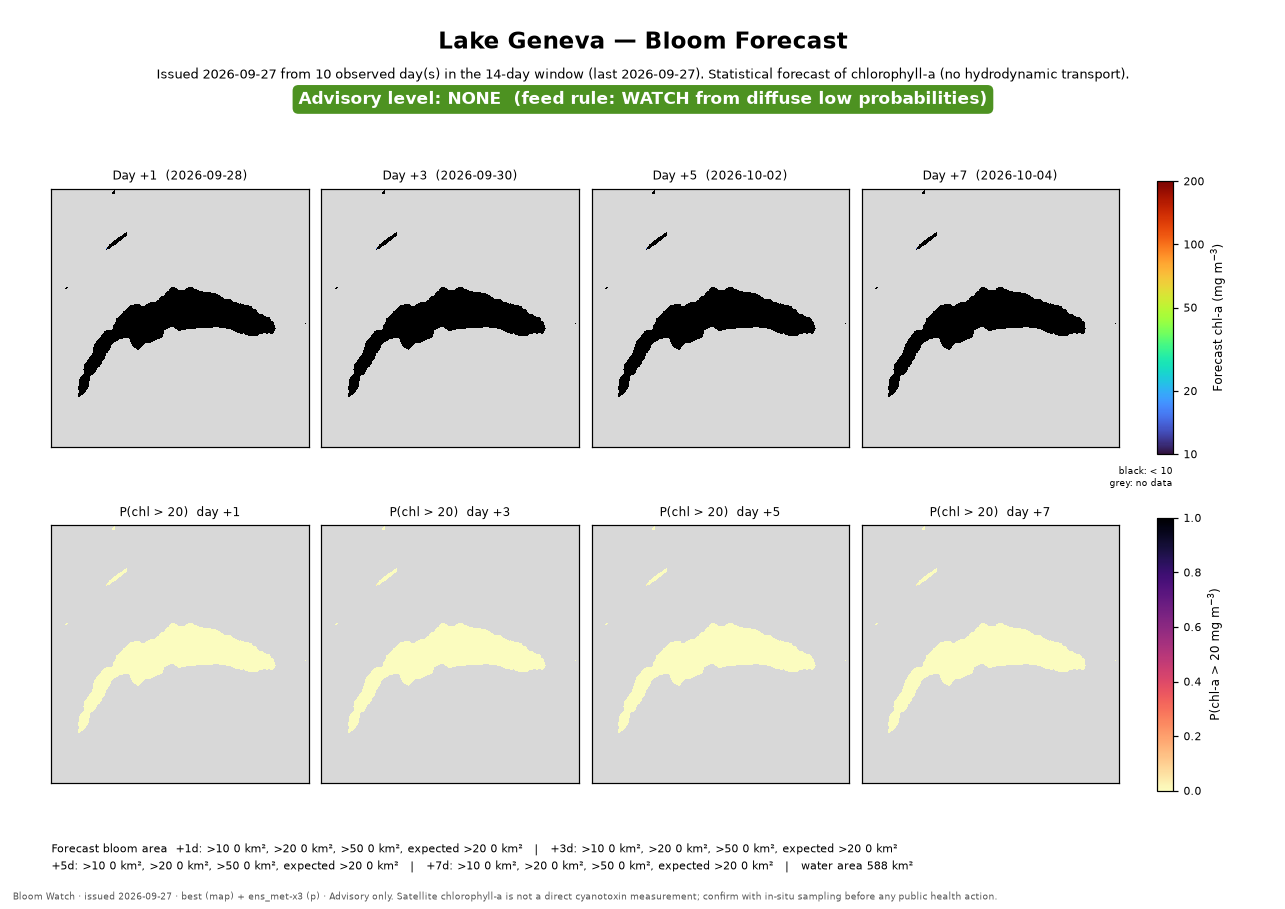 Lake Geneva — Bloom Forecast
Issued 2026-09-27 from 10 observed day(s) in the 14-day window (last 2026-09-27). Statistical forecast of chlorophyll-a (no hydrodynamic transport).
Advisory level: NONE (feed rule: WATCH from diffuse low probabilities)
Day +1 (2026-09-28)
Day +3 (2026-09-30)
Day +5 (2026-10-02)
Day +7 (2026-10-04)
200
100
50
20
10
Forecast chl-a (mg m⁻³)
black: < 10
grey: no data
P(chl > 20) day +1
P(chl > 20) day +3
P(chl > 20) day +5
P(chl > 20) day +7
1.0
0.8
0.6
0.4
0.2
0.0
P(chl-a > 20 mg m⁻³)
Forecast bloom area +1d: >10 0 km², >20 0 km², >50 0 km², expected >20 0 km² | +3d: >10 0 km², >20 0 km², >50 0 km², expected >20 0 km²
+5d: >10 0 km², >20 0 km², >50 0 km², expected >20 0 km² | +7d: >10 0 km², >20 0 km², >50 0 km², expected >20 0 km² | water area 588 km²
Bloom Watch · issued 2026-09-27 · best (map) + ens_met-x3 (p) · Advisory only. Satellite chlorophyll-a is not a direct cyanotoxin measurement; confirm with in-situ sampling before any public health action.